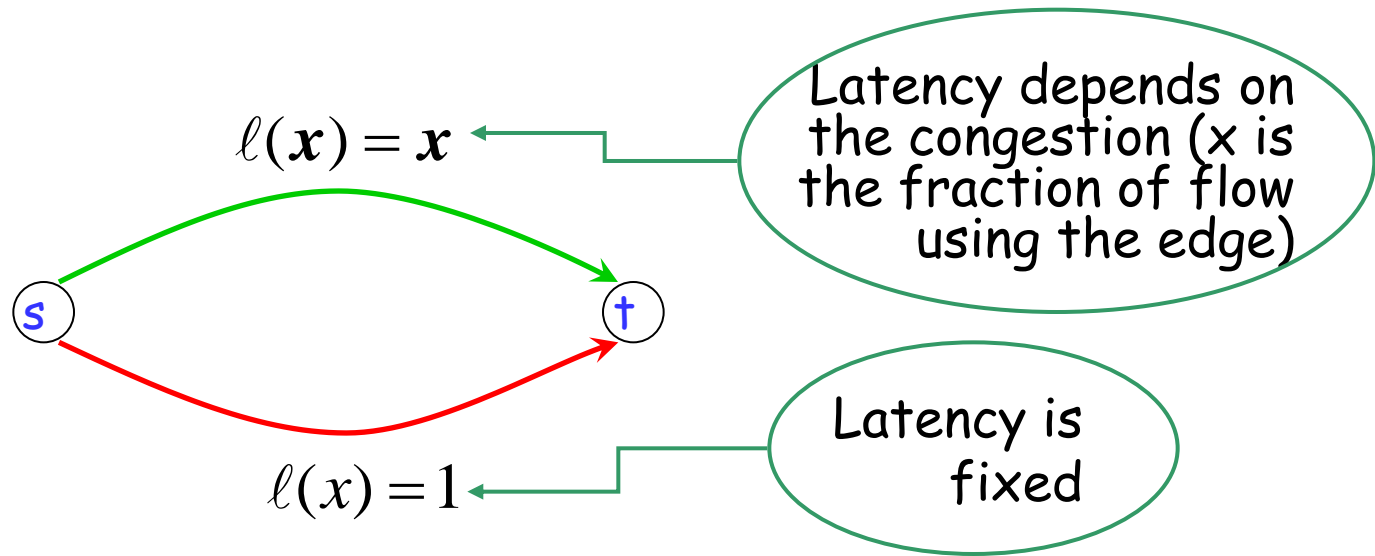 ℓ(x) = x
Latency depends on
the congestion (x is
the fraction of flow
using the edge)
s
t
ℓ(x) = 1
Latency is
fixed